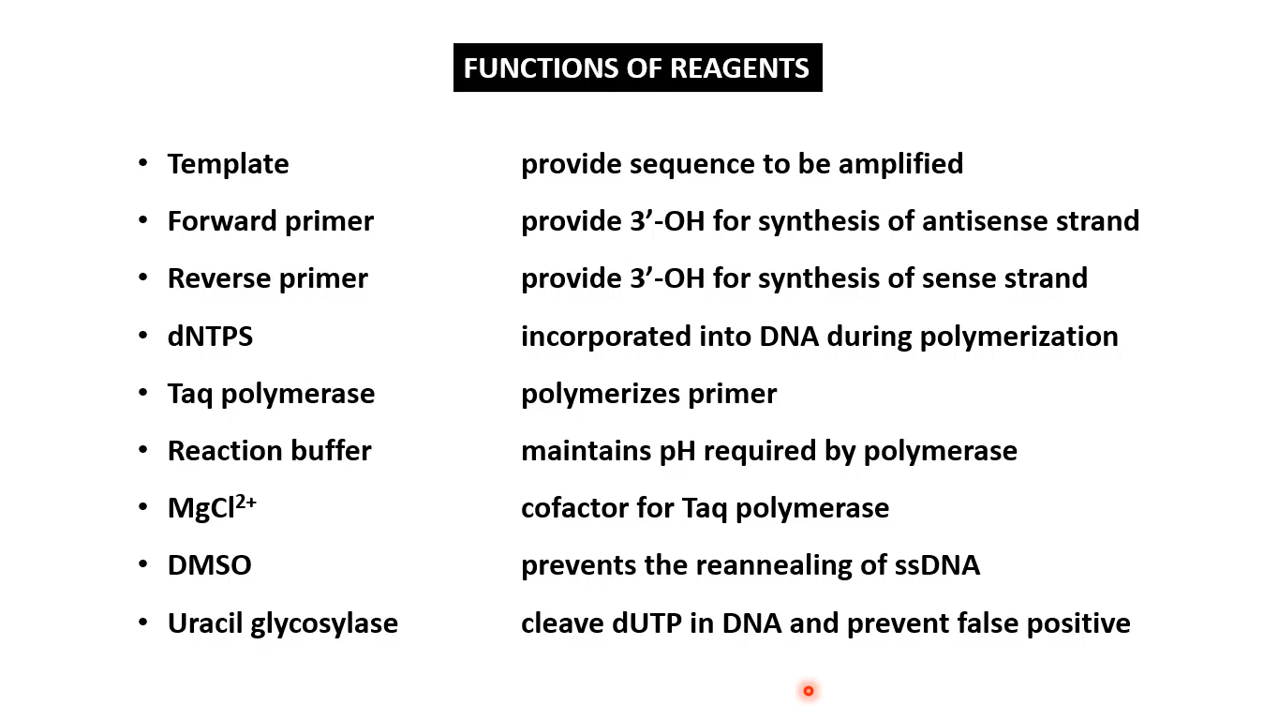 FUNCTIONS OF REAGENTS
• Template provide sequence to be amplified
• Forward primer provide 3’-OH for synthesis of antisense strand
• Reverse primer provide 3’-OH for synthesis of sense strand
• dNTPS incorporated into DNA during polymerization
• Taq polymerase polymerizes primer
• Reaction buffer maintains pH required by polymerase
• MgCl²⁺ cofactor for Taq polymerase
• DMSO prevents the reannealing of ssDNA
• Uracil glycosylase cleave dUTP in DNA and prevent false positive